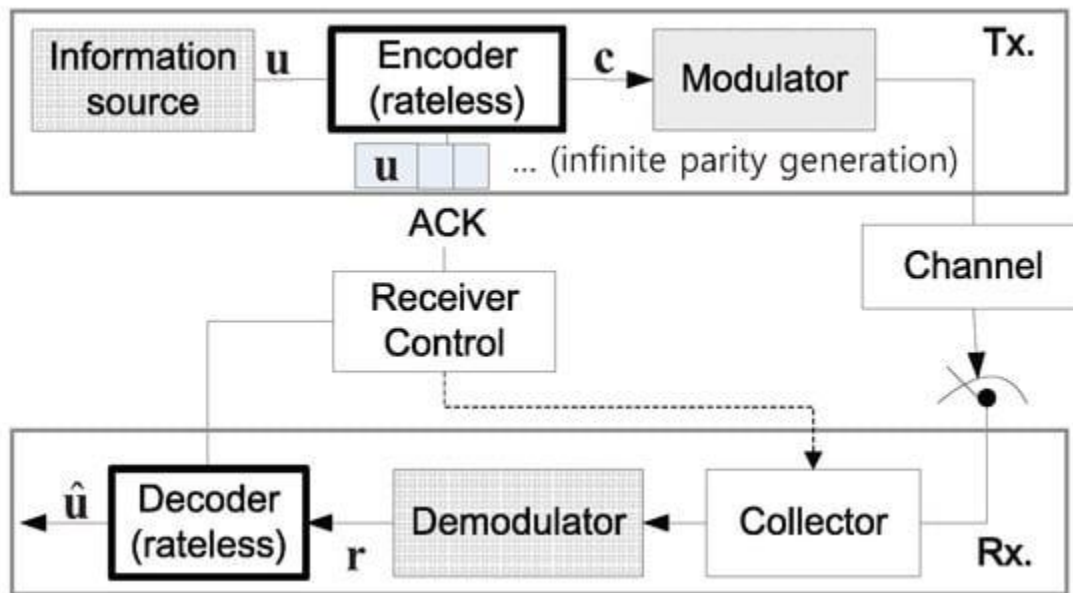 Information
source
u
Encoder
(rateless)
c
Modulator
Tx.
u
... (infinite parity generation)
ACK
Channel
Receiver
Control
û
Decoder
(rateless)
r
Demodulator
Collector
Rx.